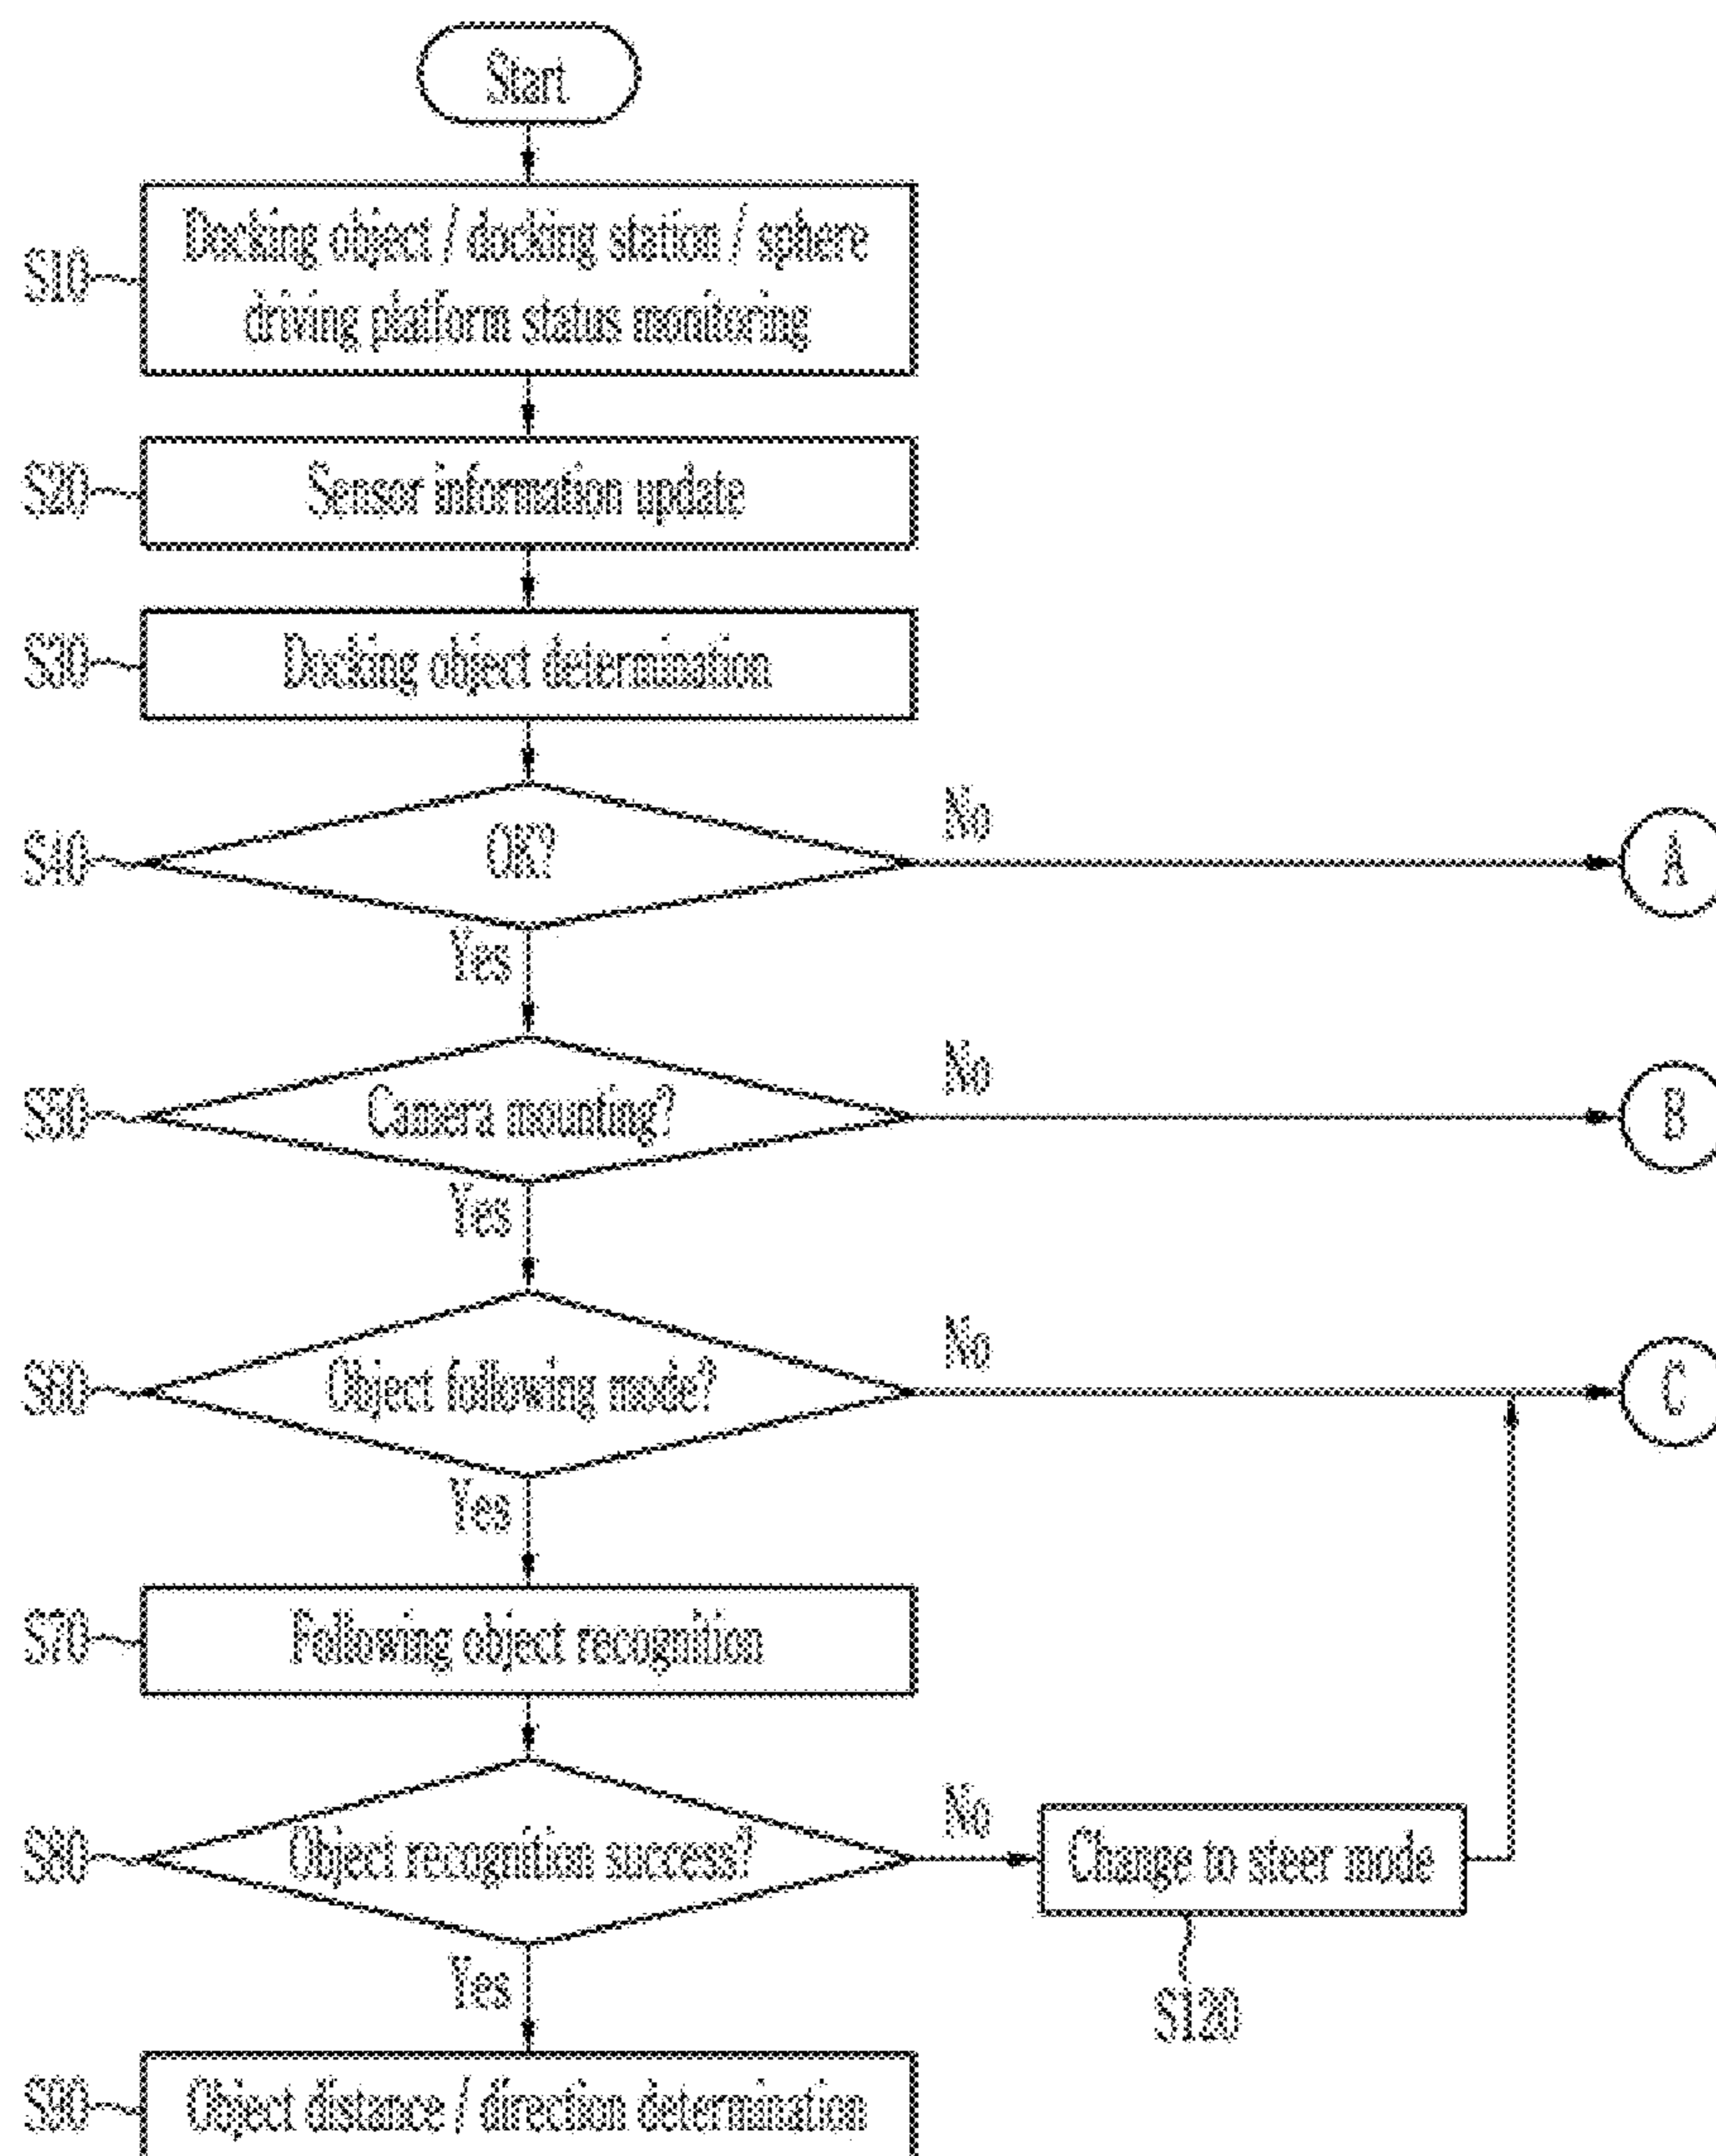 Start
S10
Docking object / docking station / sphere
driving platform status monitoring
S20
Sensor information update
S30
Docking object determination
S40
OK?
No
A
Yes
S50
Camera mounting?
No
B
Yes
S60
Object following mode?
No
C
Yes
S70
Following object recognition
S80
Object recognition success?
No
Change to steer mode
Yes
S120
S90
Object distance / direction determination